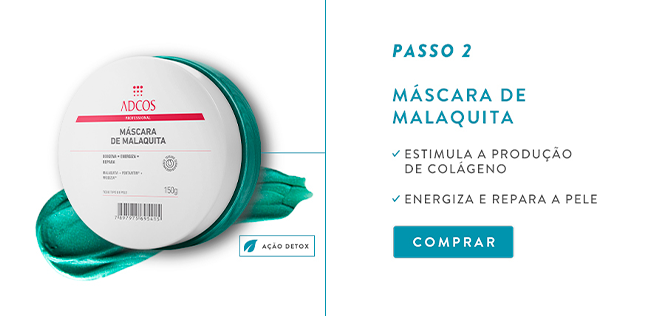 ADCOS
PROFESSIONAL
MÁSCARA
DE MALAQUITA
REPARA
150g
AÇÃO DETOX
PASSO 2
MÁSCARA DE
MALAQUITA
ESTIMULA A PRODUÇÃO
DE COLÁGENO
ENERGIZA E REPARA A PELE
COMPRAR